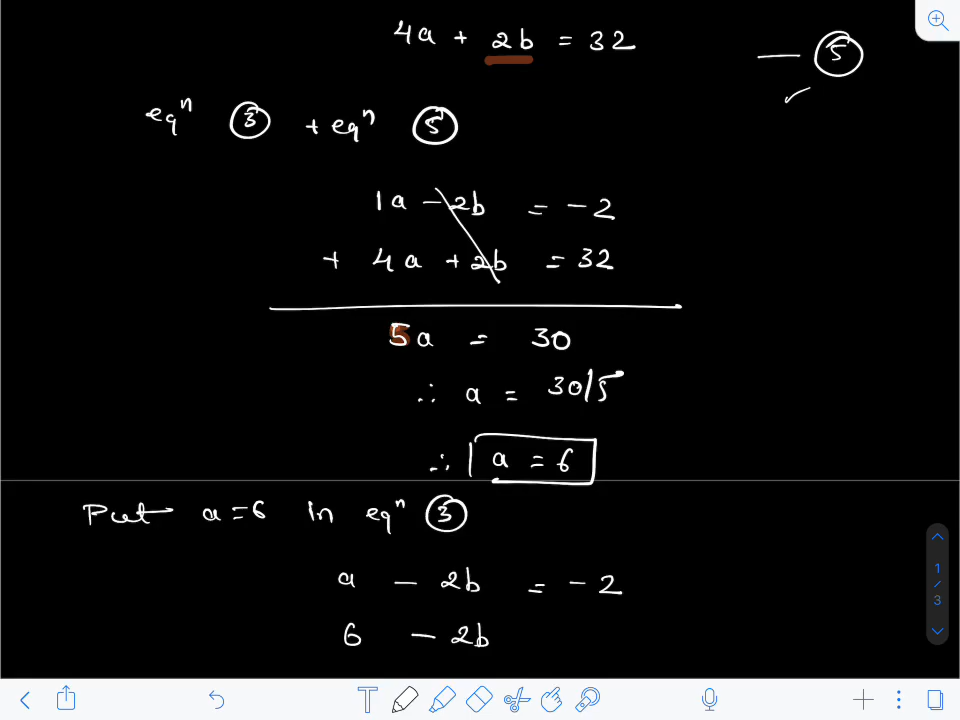 4a + 2b = 32 — ⑤
eqⁿ ③ + eqⁿ ⑤
1a − 2b = − 2
+ 4a + 2b = 32
5a = 30
∴ a = 30/5
∴ a = 6
Put a = 6 in eqⁿ ③
a − 2b = − 2
6 − 2b
1
/
3
T